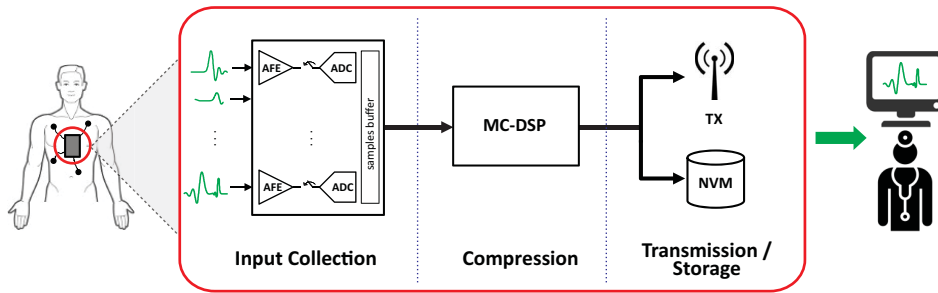 AFE
ADC
samples buffer
AFE
ADC
MC-DSP
TX
NVM
Input Collection
Compression
Transmission /
Storage